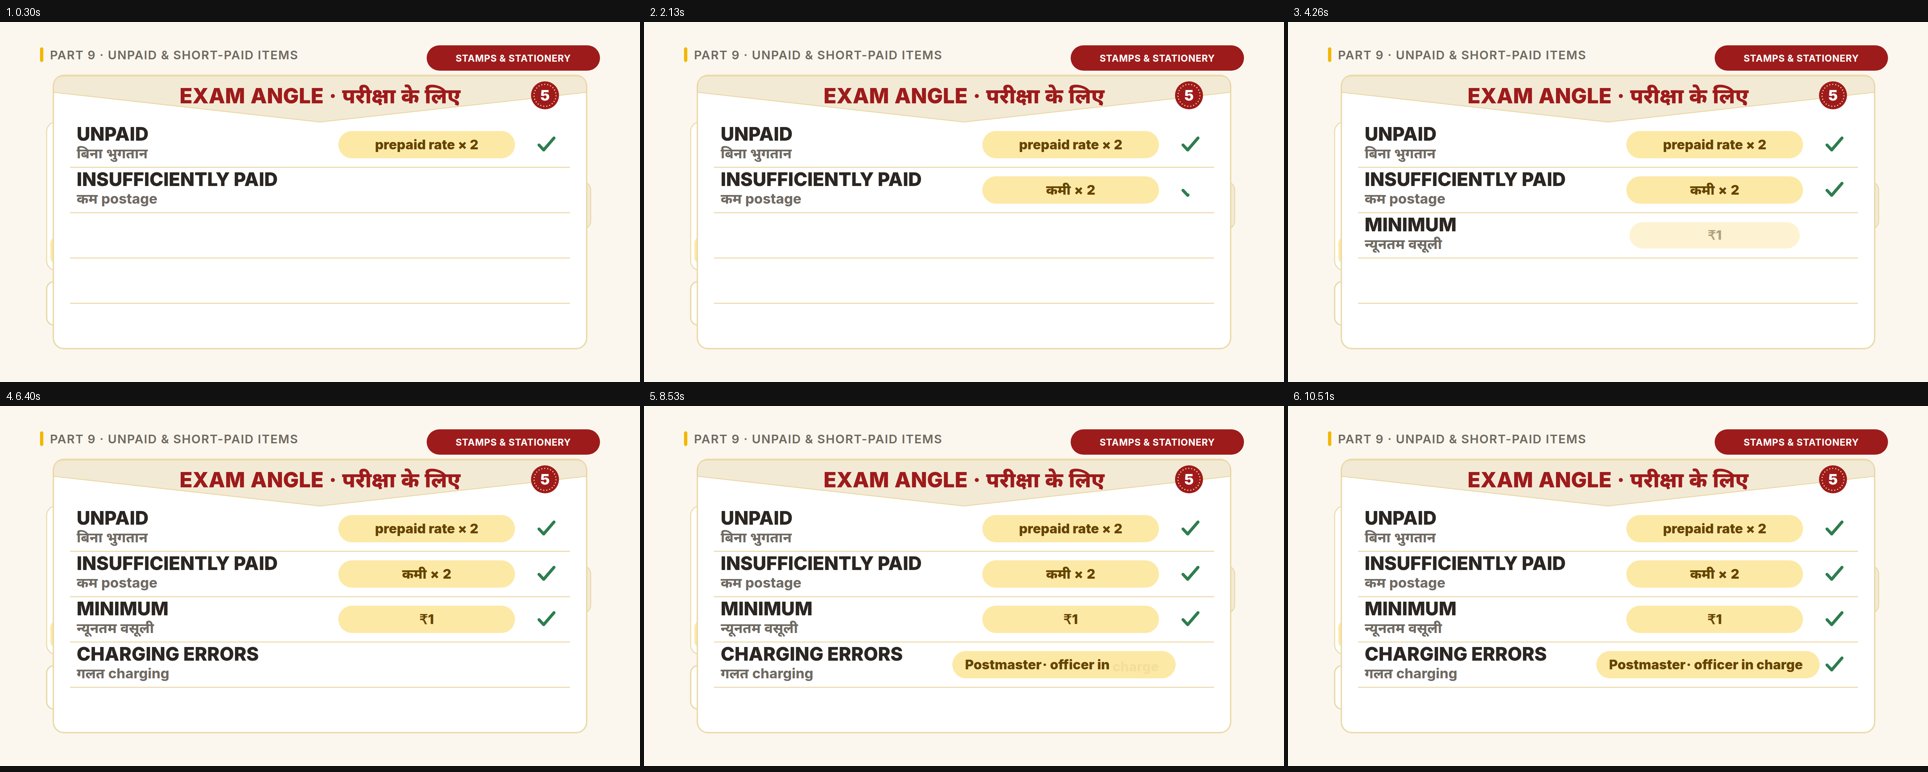 1. 0.30s
PART 9 · UNPAID & SHORT-PAID ITEMS
STAMPS & STATIONERY
EXAM ANGLE · परीक्षा के लिए
5
UNPAID
बिना भुगतान
prepaid rate × 2
INSUFFICIENTLY PAID
कम postage
2. 2.13s
PART 9 · UNPAID & SHORT-PAID ITEMS
STAMPS & STATIONERY
EXAM ANGLE · परीक्षा के लिए
5
UNPAID
बिना भुगतान
prepaid rate × 2
INSUFFICIENTLY PAID
कम postage
कमी × 2
3. 4.26s
PART 9 · UNPAID & SHORT-PAID ITEMS
STAMPS & STATIONERY
EXAM ANGLE · परीक्षा के लिए
5
UNPAID
बिना भुगतान
prepaid rate × 2
INSUFFICIENTLY PAID
कम postage
कमी × 2
MINIMUM
न्यूनतम वसूली
₹1
4. 6.40s
PART 9 · UNPAID & SHORT-PAID ITEMS
STAMPS & STATIONERY
EXAM ANGLE · परीक्षा के लिए
5
UNPAID
बिना भुगतान
prepaid rate × 2
INSUFFICIENTLY PAID
कम postage
कमी × 2
MINIMUM
न्यूनतम वसूली
₹1
CHARGING ERRORS
गलत charging
5. 8.53s
PART 9 · UNPAID & SHORT-PAID ITEMS
STAMPS & STATIONERY
EXAM ANGLE · परीक्षा के लिए
5
UNPAID
बिना भुगतान
prepaid rate × 2
INSUFFICIENTLY PAID
कम postage
कमी × 2
MINIMUM
न्यूनतम वसूली
₹1
CHARGING ERRORS
गलत charging
Postmaster · officer in charge
6. 10.51s
PART 9 · UNPAID & SHORT-PAID ITEMS
STAMPS & STATIONERY
EXAM ANGLE · परीक्षा के लिए
5
UNPAID
बिना भुगतान
prepaid rate × 2
INSUFFICIENTLY PAID
कम postage
कमी × 2
MINIMUM
न्यूनतम वसूली
₹1
CHARGING ERRORS
गलत charging
Postmaster · officer in charge